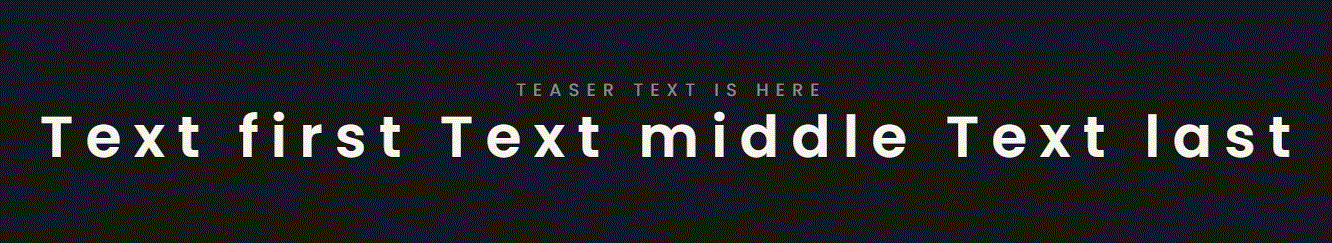 TEASER TEXT IS HERE
Text first Text middle Text last